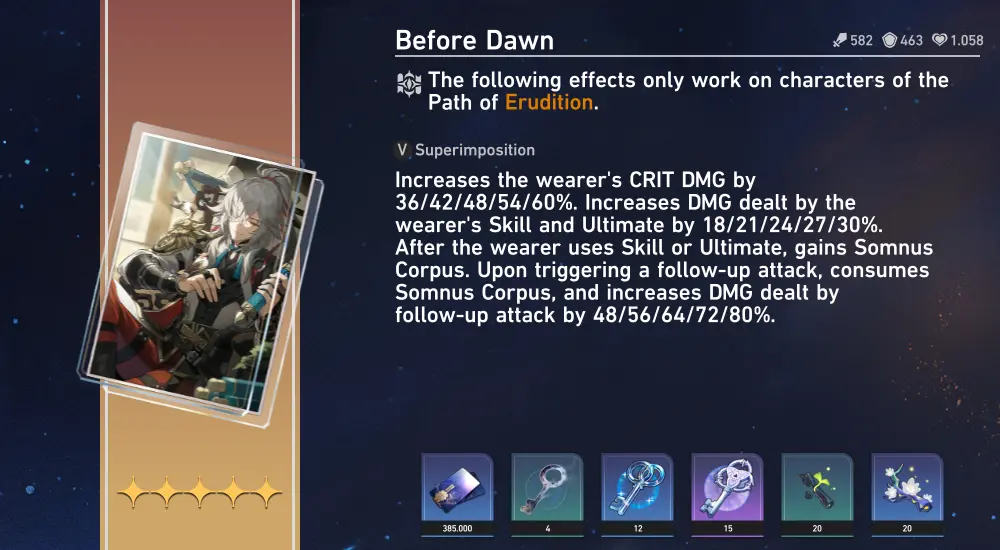 Before Dawn
582 463 1.058
The following effects only work on characters of the
Path of Erudition.
V Superimposition
Increases the wearer's CRIT DMG by
36/42/48/54/60%. Increases DMG dealt by the
wearer's Skill and Ultimate by 18/21/24/27/30%.
After the wearer uses Skill or Ultimate, gains Somnus
Corpus. Upon triggering a follow-up attack, consumes
Somnus Corpus, and increases DMG dealt by
follow-up attack by 48/56/64/72/80%.
385.000 4 12 15 20 20